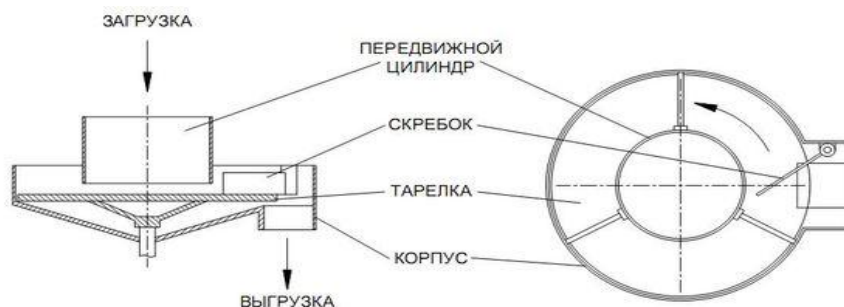 ЗАГРУЗКА
ПЕРЕДВИЖНОЙ
ЦИЛИНДР
СКРЕБОК
ТАРЕЛКА
КОРПУС
ВЫГРУЗКА